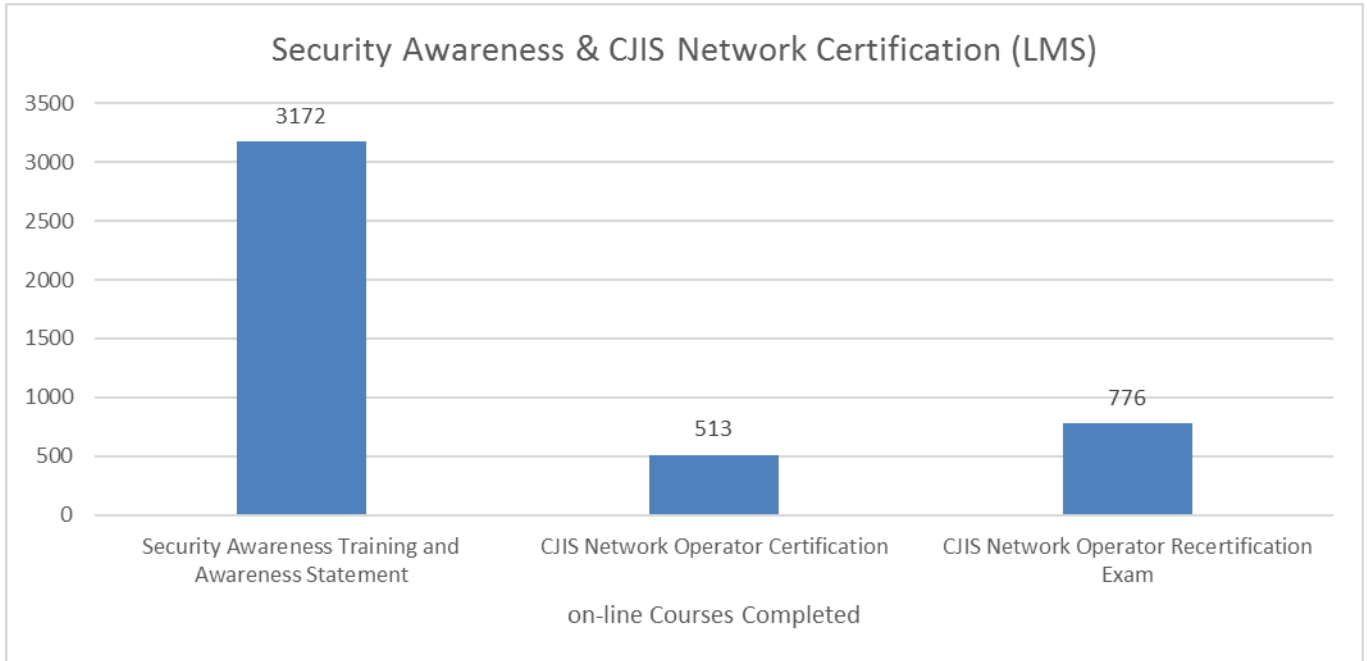 Security Awareness & CJIS Network Certification (LMS)
3500
3000
2500
2000
1500
1000
500
0
3172
513
776
Security Awareness Training and
Awareness Statement
CJIS Network Operator Certification
CJIS Network Operator Recertification
Exam
on-line Courses Completed